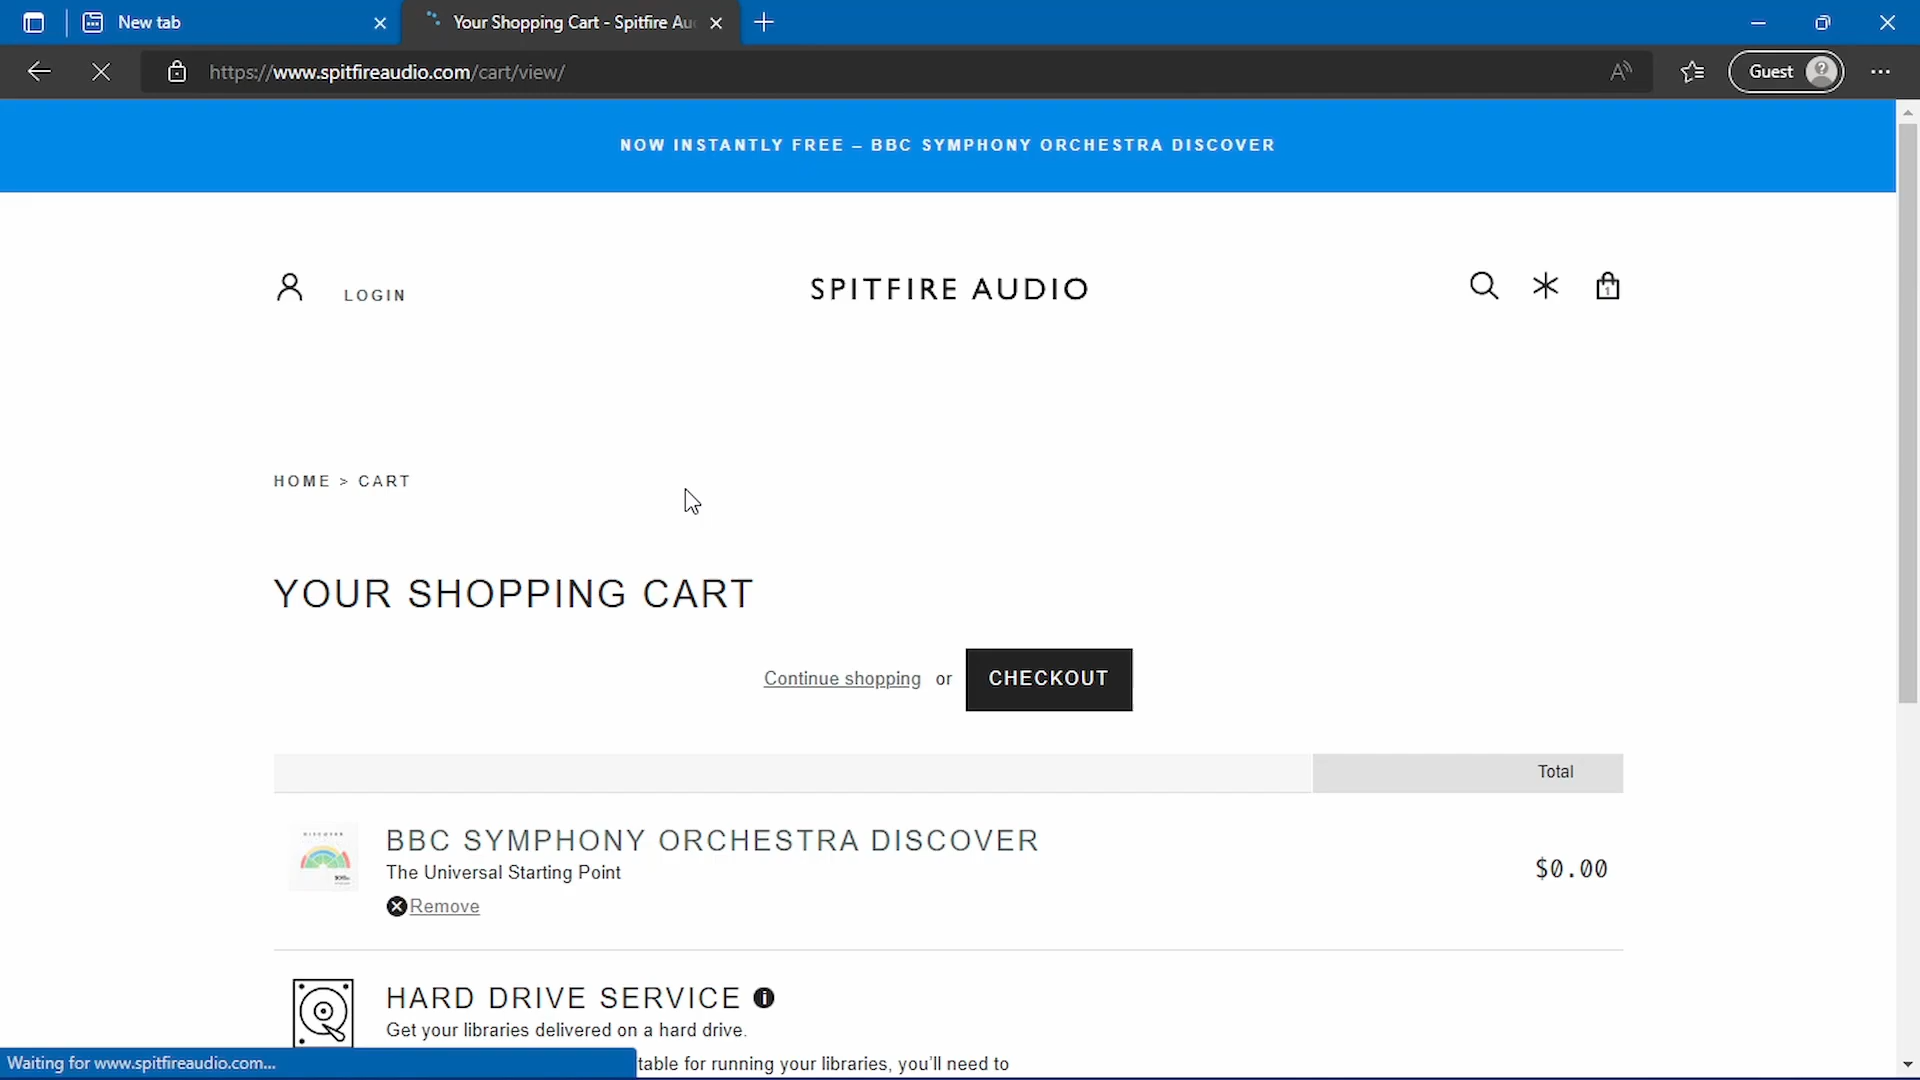 New tab
Your Shopping Cart - Spitfire Au
https://www.spitfireaudio.com/cart/view/
Guest
NOW INSTANTLY FREE – BBC SYMPHONY ORCHESTRA DISCOVER
LOGIN
SPITFIRE AUDIO
1
HOME > CART
YOUR SHOPPING CART
Continue shopping or CHECKOUT
Total
BBC SYMPHONY ORCHESTRA DISCOVER
The Universal Starting Point
$0.00
Remove
HARD DRIVE SERVICE
Get your libraries delivered on a hard drive.
table for running your libraries, you'll need to
Waiting for www.spitfireaudio.com...